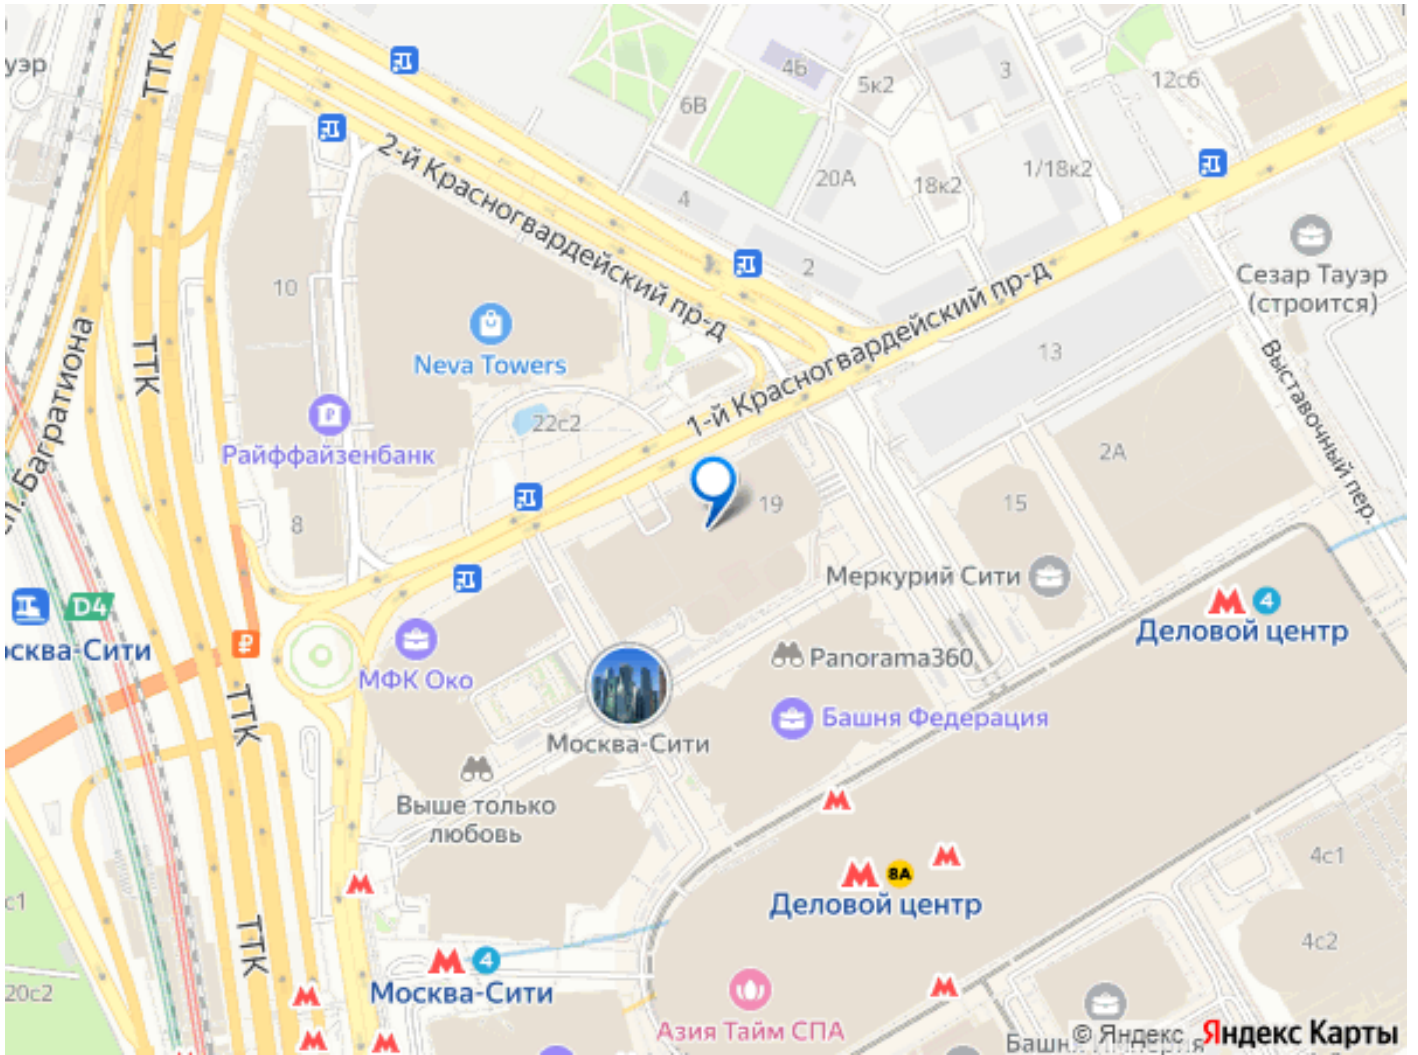 уэр
ТТК
4Б
5к2
3
12с6
6В
2-й Красногвардейский пр-д
20А
18к2
1/18к2
4
2
10
Сезар Тауэр
(строится)
Neva Towers
ТТК
1-й Красногвардейский пр-д
13
Выставочный пер.
Багратиона
22с2
Райффайзенбанк
2А
8
19
15
Меркурий Сити
D4
4
Деловой центр
сква-Сити
МФК Око
Panorama360
Башня Федерация
ТТК
Москва-Сити
Выше только
любовь
4с1
8А
Деловой центр
с1
ТТК
4с2
4
Москва-Сити
20с2
Азия Тайм СПА
© Яндекс Яндекс Карты